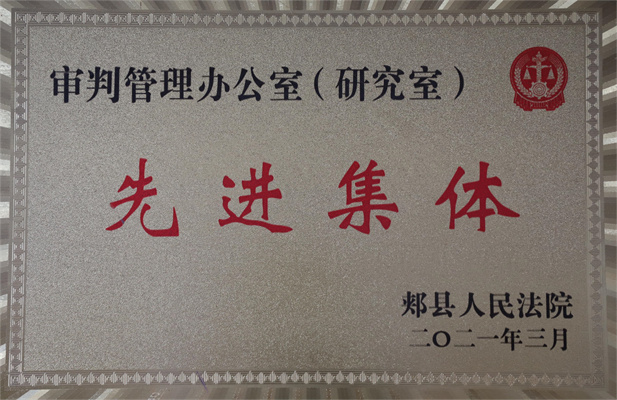 审判管理办公室（研究室）
先进集体
郏县人民法院
二〇二一年三月